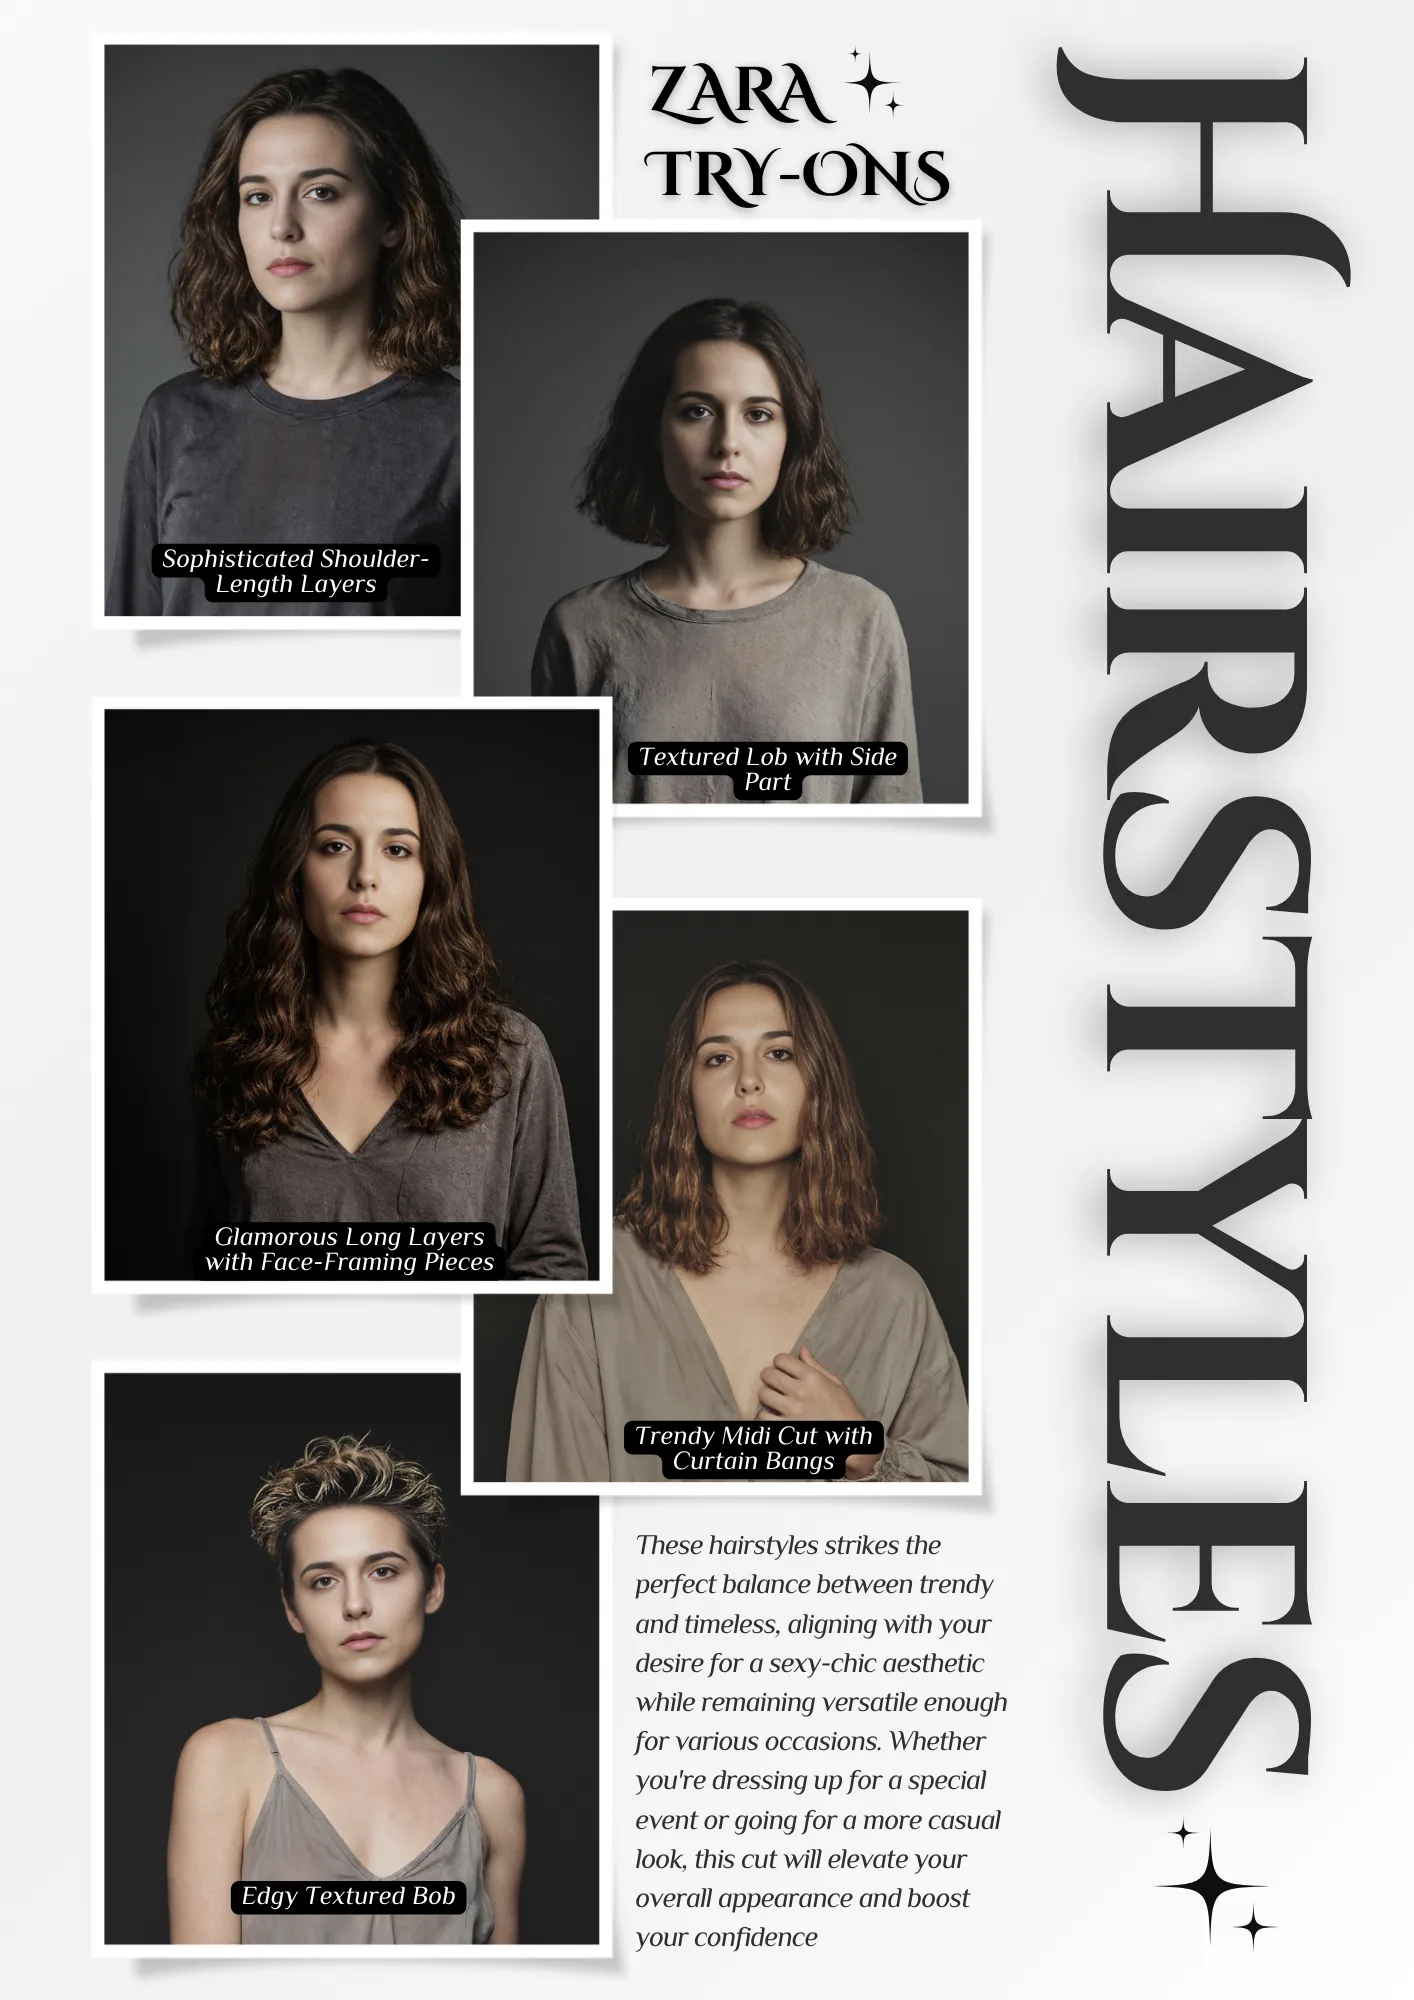 ZARA
TRY-ONS
HAIRSTYLES
Sophisticated Shoulder-
Length Layers
Textured Lob with Side
Part
Glamorous Long Layers
with Face-Framing Pieces
Trendy Midi Cut with
Curtain Bangs
Edgy Textured Bob
These hairstyles strikes the
perfect balance between trendy
and timeless, aligning with your
desire for a sexy-chic aesthetic
while remaining versatile enough
for various occasions. Whether
you're dressing up for a special
event or going for a more casual
look, this cut will elevate your
overall appearance and boost
your confidence